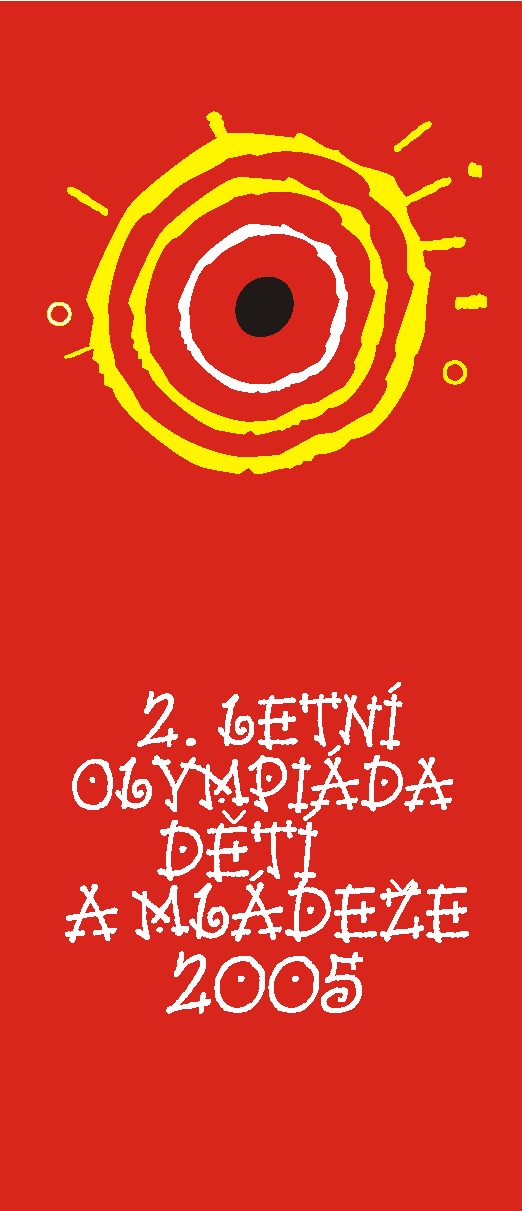 2. LETNÍ
OLYMPIÁDA
DĚTÍ
A MLÁDEŽE
2005